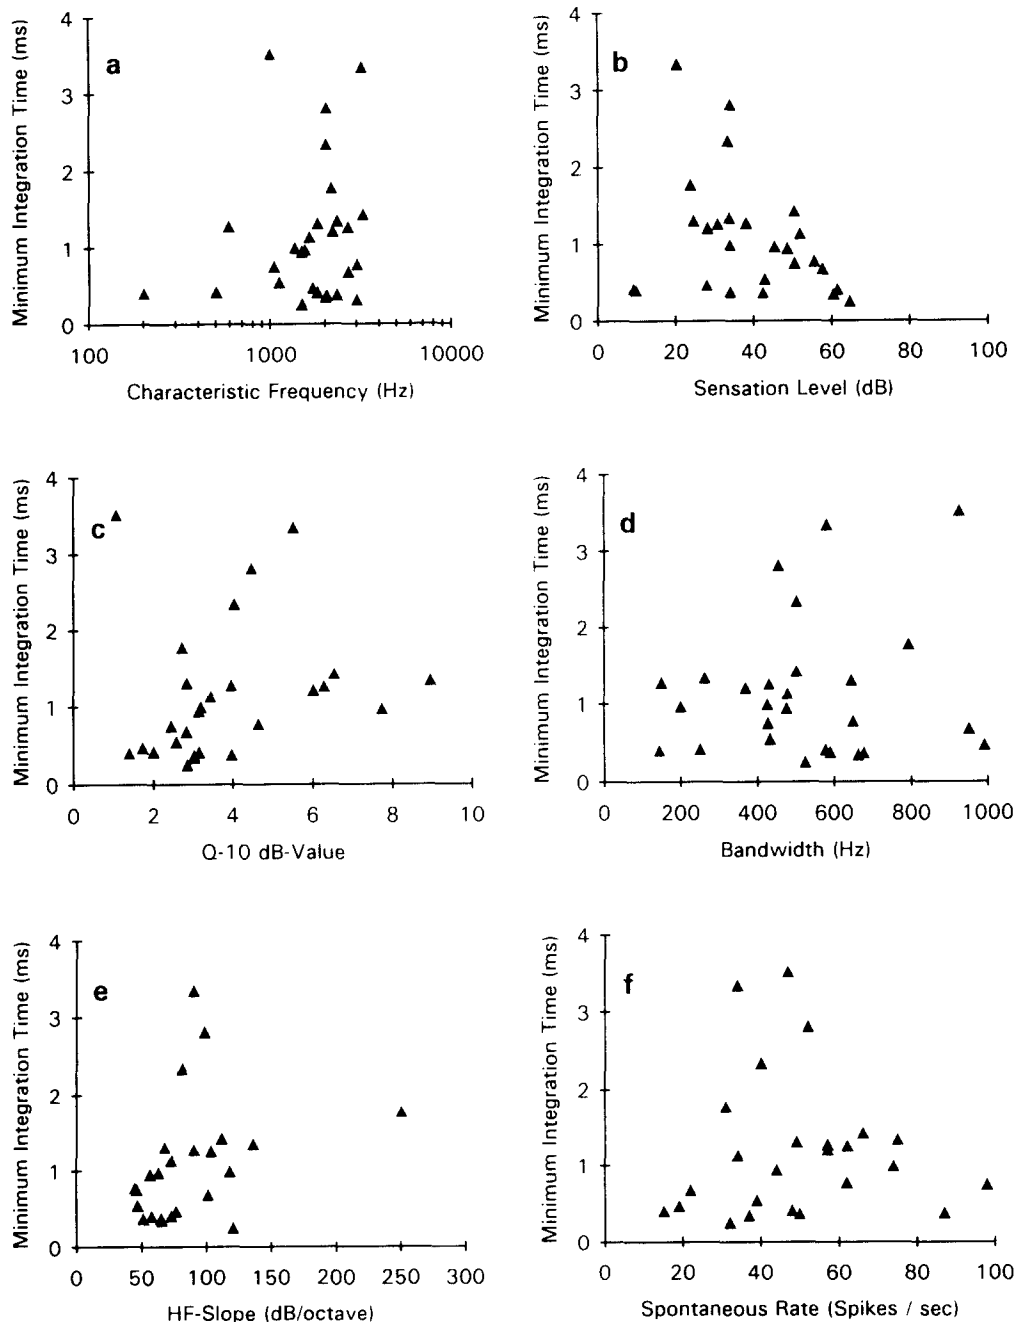 a
Minimum Integration Time (ms)
4
3
2
1
0
100 1000 10000
Characteristic Frequency (Hz)
b
Minimum Integration Time (ms)
4
3
2
1
0
0 20 40 60 80 100
Sensation Level (dB)
c
Minimum Integration Time (ms)
4
3
2
1
0
0 2 4 6 8 10
Q-10 dB-Value
d
Minimum Integration Time (ms)
4
3
2
1
0
0 200 400 600 800 1000
Bandwidth (Hz)
e
Minimum Integration Time (ms)
4
3
2
1
0
0 50 100 150 200 250 300
HF-Slope (dB/octave)
f
Minimum Integration Time (ms)
4
3
2
1
0
0 20 40 60 80 100
Spontaneous Rate (Spikes / sec)